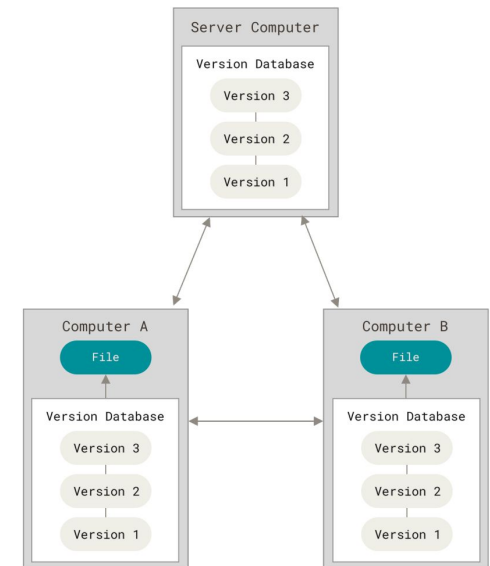 Server Computer
Version Database
Version 3
Version 2
Version 1
Computer A
File
Version Database
Version 3
Version 2
Version 1
Computer B
File
Version Database
Version 3
Version 2
Version 1